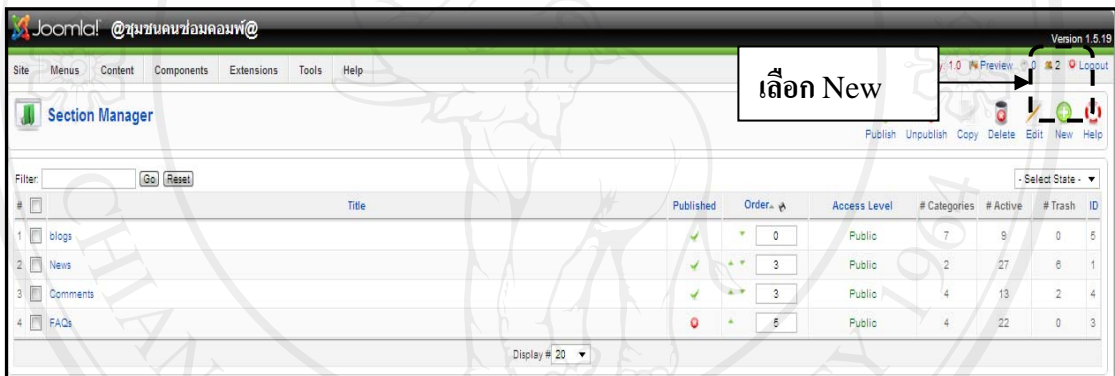 Joomla! @ชุมชนคนซ่อมคอมพ์@
Version 1.5.19
Site Menus Content Components Extensions Tools Help
1.0 Preview 0 2 Logout
เลือก New
Section Manager
Publish Unpublish Copy Delete Edit New Help
Filter: Go Reset
- Select State -
# Title Published Order Access Level # Categories # Active # Trash ID
1 blogs 0 Public 7 9 0 5
2 News 3 Public 2 27 6 1
3 Comments 3 Public 4 13 2 4
4 FAQs 5 Public 4 22 0 3
Display # 20
CHIAN
Y 1964